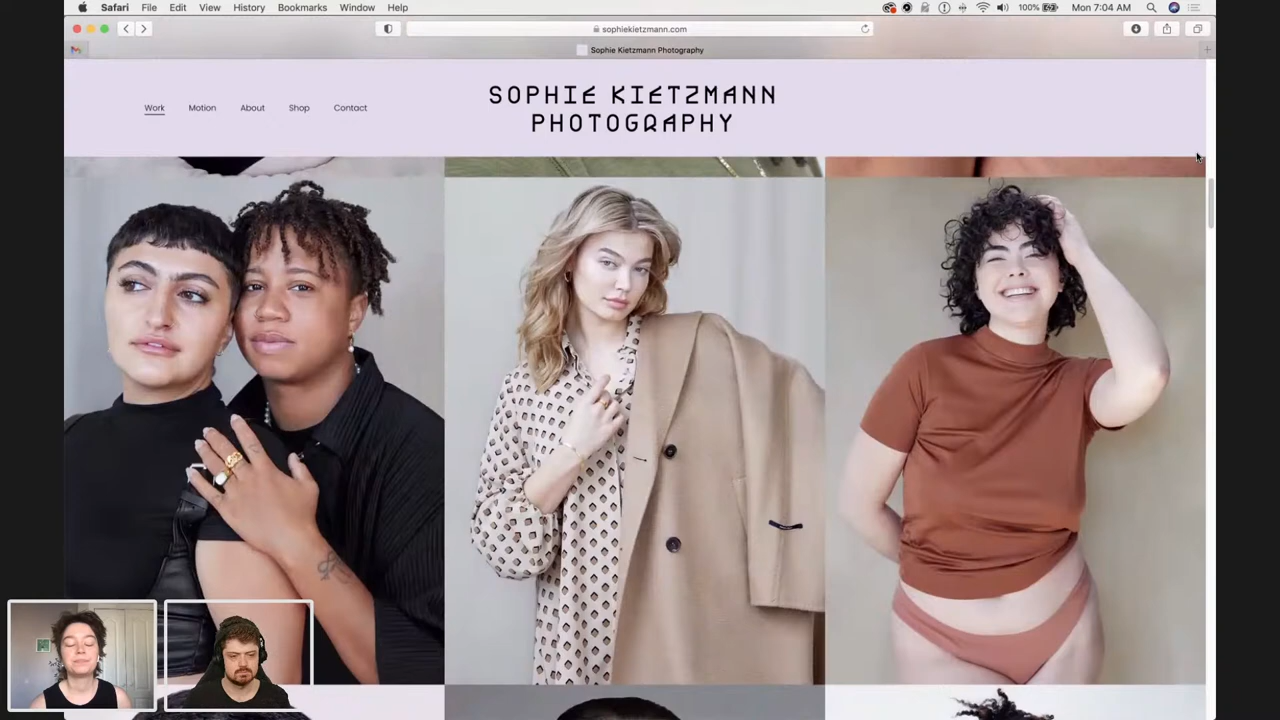 Safari File Edit View History Bookmarks Window Help 100% Mon 7:04 AM
sophiekietzmann.com
Sophie Kietzmann Photography
Work Motion About Shop Contact
SOPHIE KIETZMANN
PHOTOGRAPHY